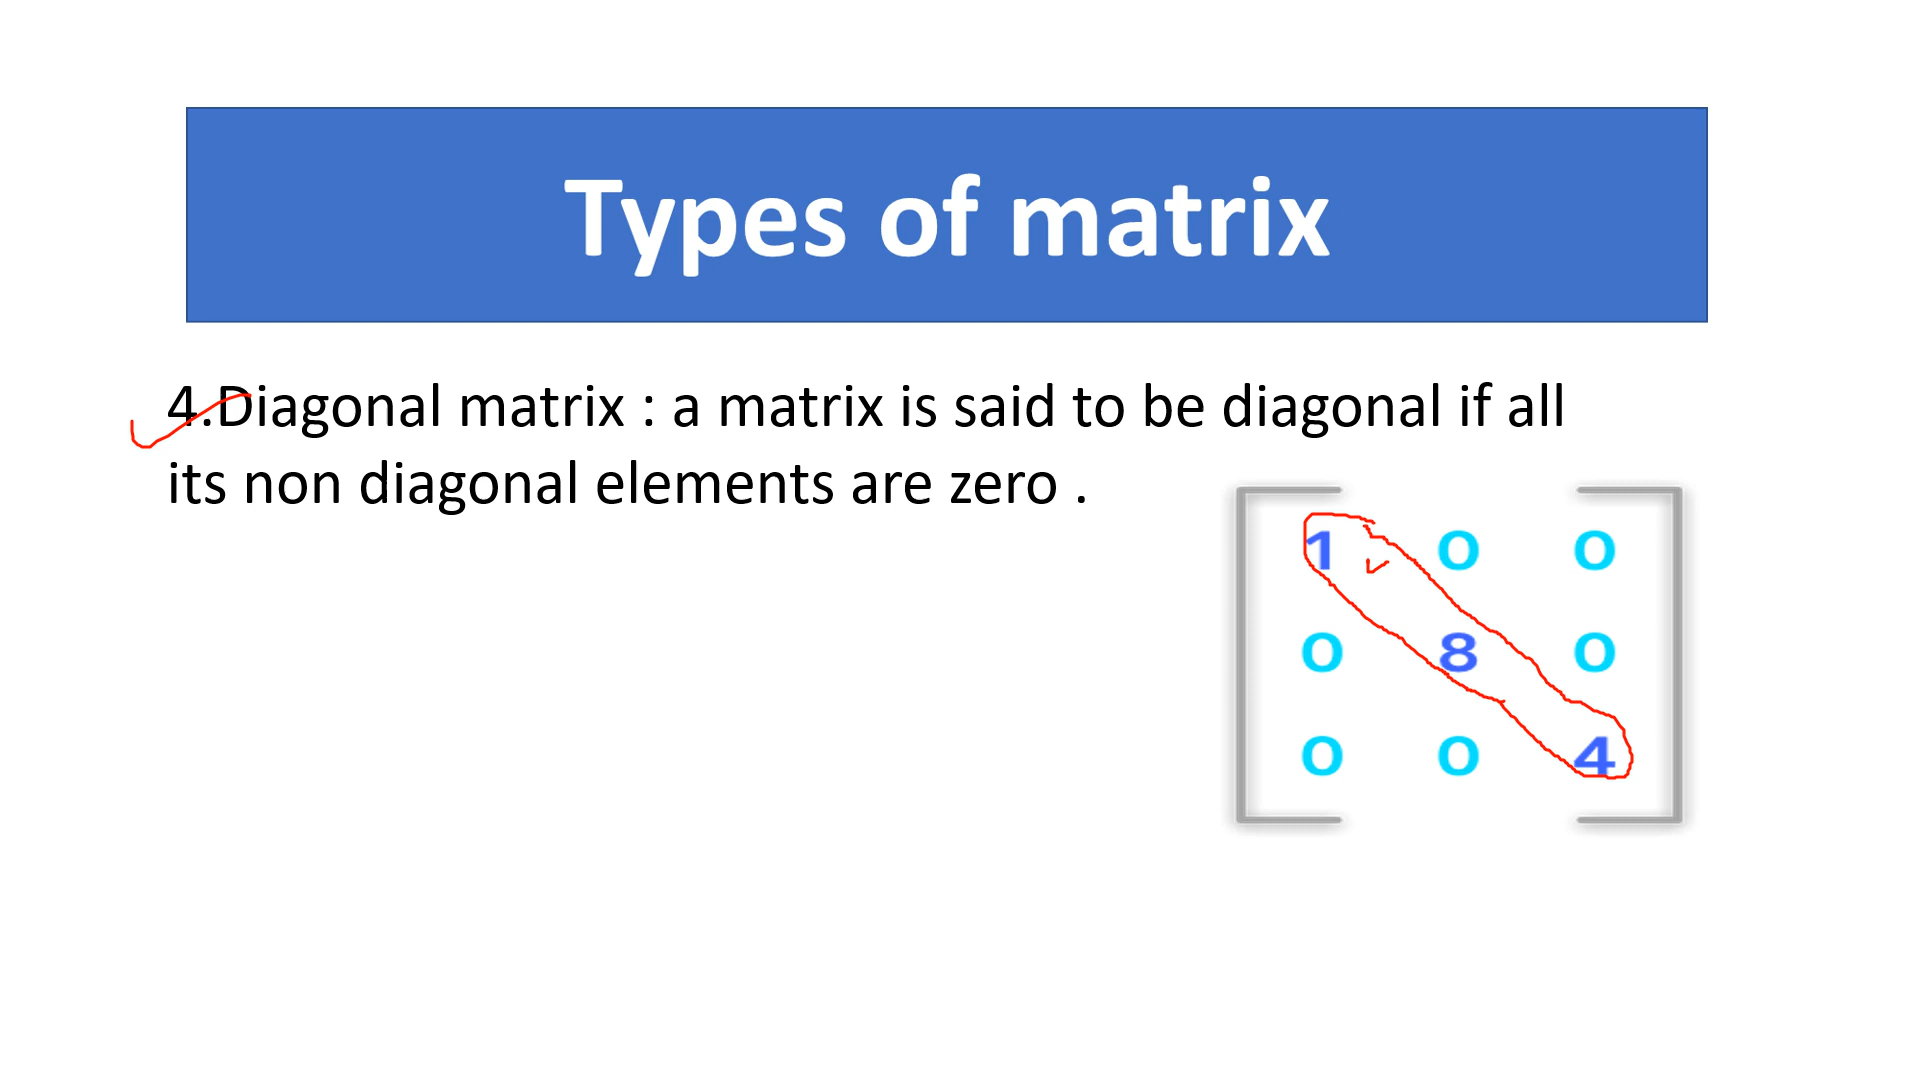 Types of matrix
4.Diagonal matrix : a matrix is said to be diagonal if all
its non diagonal elements are zero .
1 0 0
0 8 0
0 0 4